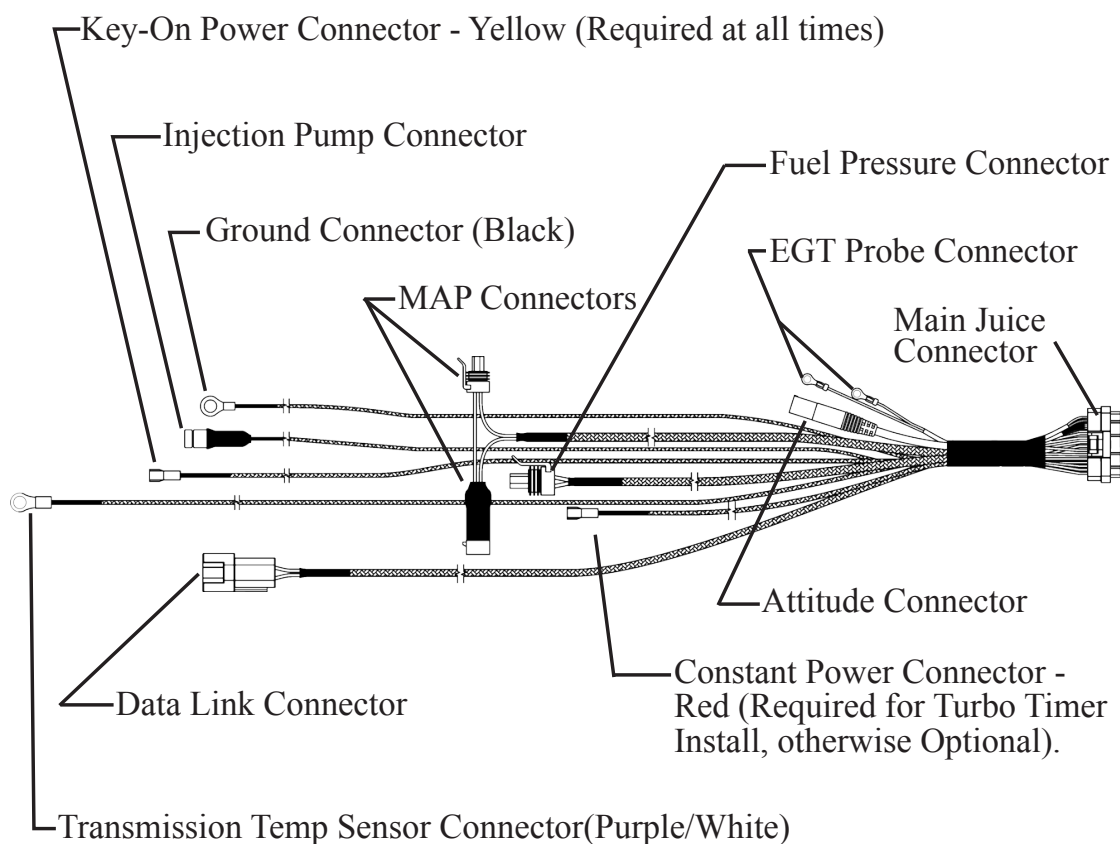 Key-On Power Connector - Yellow (Required at all times)
Injection Pump Connector
Fuel Pressure Connector
Ground Connector (Black)
EGT Probe Connector
MAP Connectors
Main Juice
Connector
Attitude Connector
Constant Power Connector -
Red (Required for Turbo Timer
Install, otherwise Optional).
Data Link Connector
Transmission Temp Sensor Connector(Purple/White)